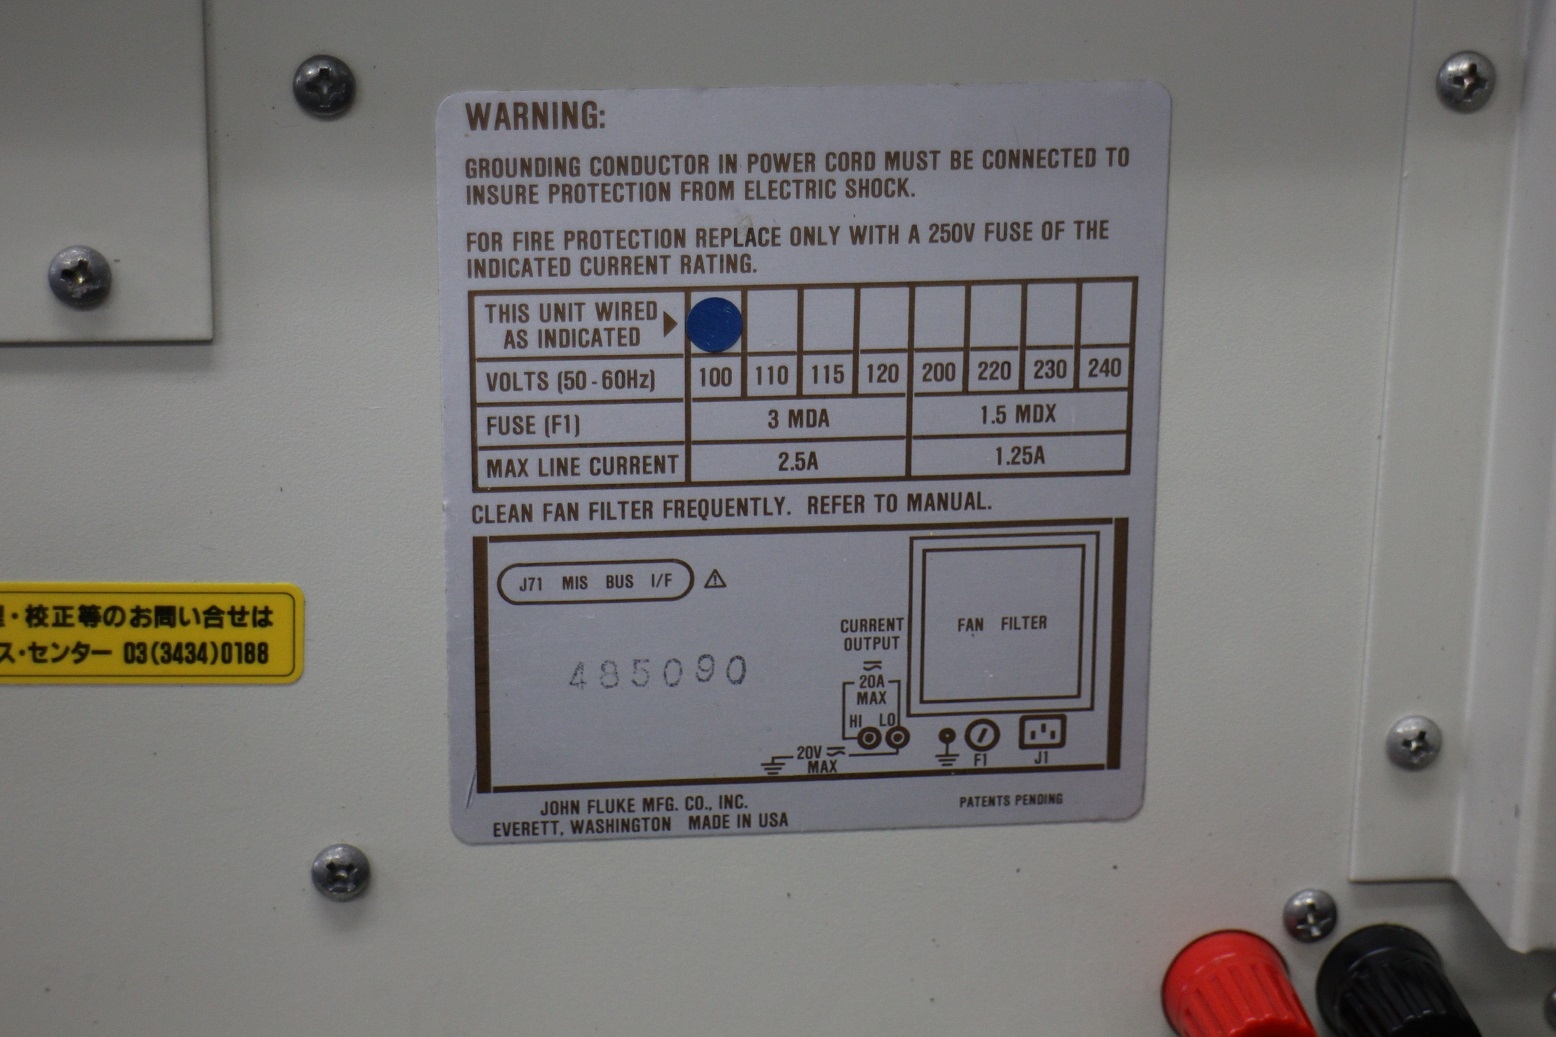 WARNING:
GROUNDING CONDUCTOR IN POWER CORD MUST BE CONNECTED TO
INSURE PROTECTION FROM ELECTRIC SHOCK.
FOR FIRE PROTECTION REPLACE ONLY WITH A 250V FUSE OF THE
INDICATED CURRENT RATING.
THIS UNIT WIRED
AS INDICATED
VOLTS (50-60Hz) 100 110 115 120 200 220 230 240
FUSE (F1) 3 MDA 1.5 MDX
MAX LINE CURRENT 2.5A 1.25A
CLEAN FAN FILTER FREQUENTLY. REFER TO MANUAL.
J71 MIS BUS I/F
FAN FILTER
CURRENT
OUTPUT
20A
MAX
HI LO
20V
MAX
F1 J1
485090
JOHN FLUKE MFG. CO., INC.
EVERETT, WASHINGTON MADE IN USA
PATENTS PENDING
・校正等のお問い合せは
ス・センター 03(3434)0188